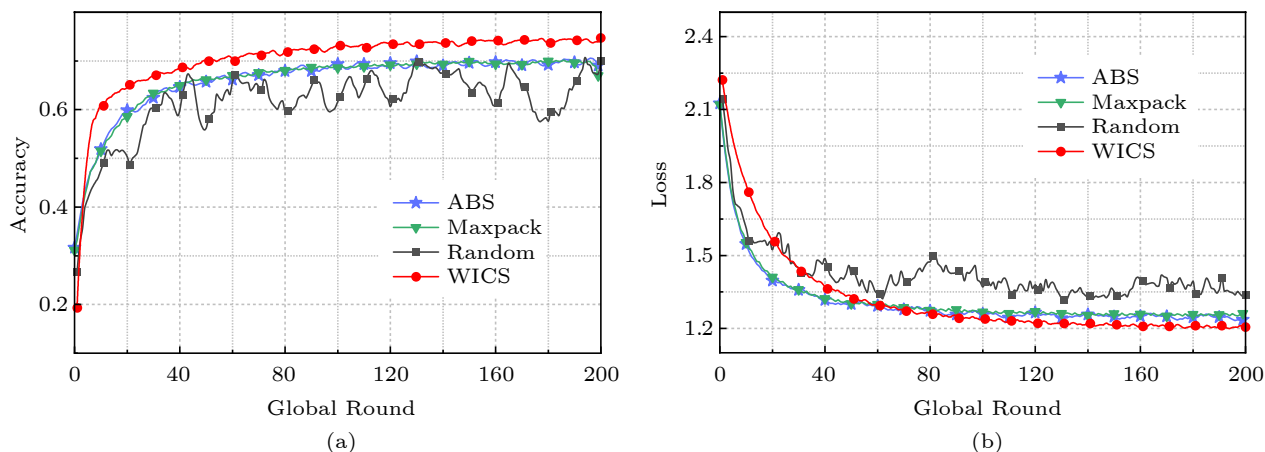 Accuracy
0.6
0.4
0.2
ABS
Maxpack
Random
WICS
0 40 80 120 160 200
Global Round
(a)
Loss
2.4
2.1
1.8
1.5
1.2
ABS
Maxpack
Random
WICS
0 40 80 120 160 200
Global Round
(b)